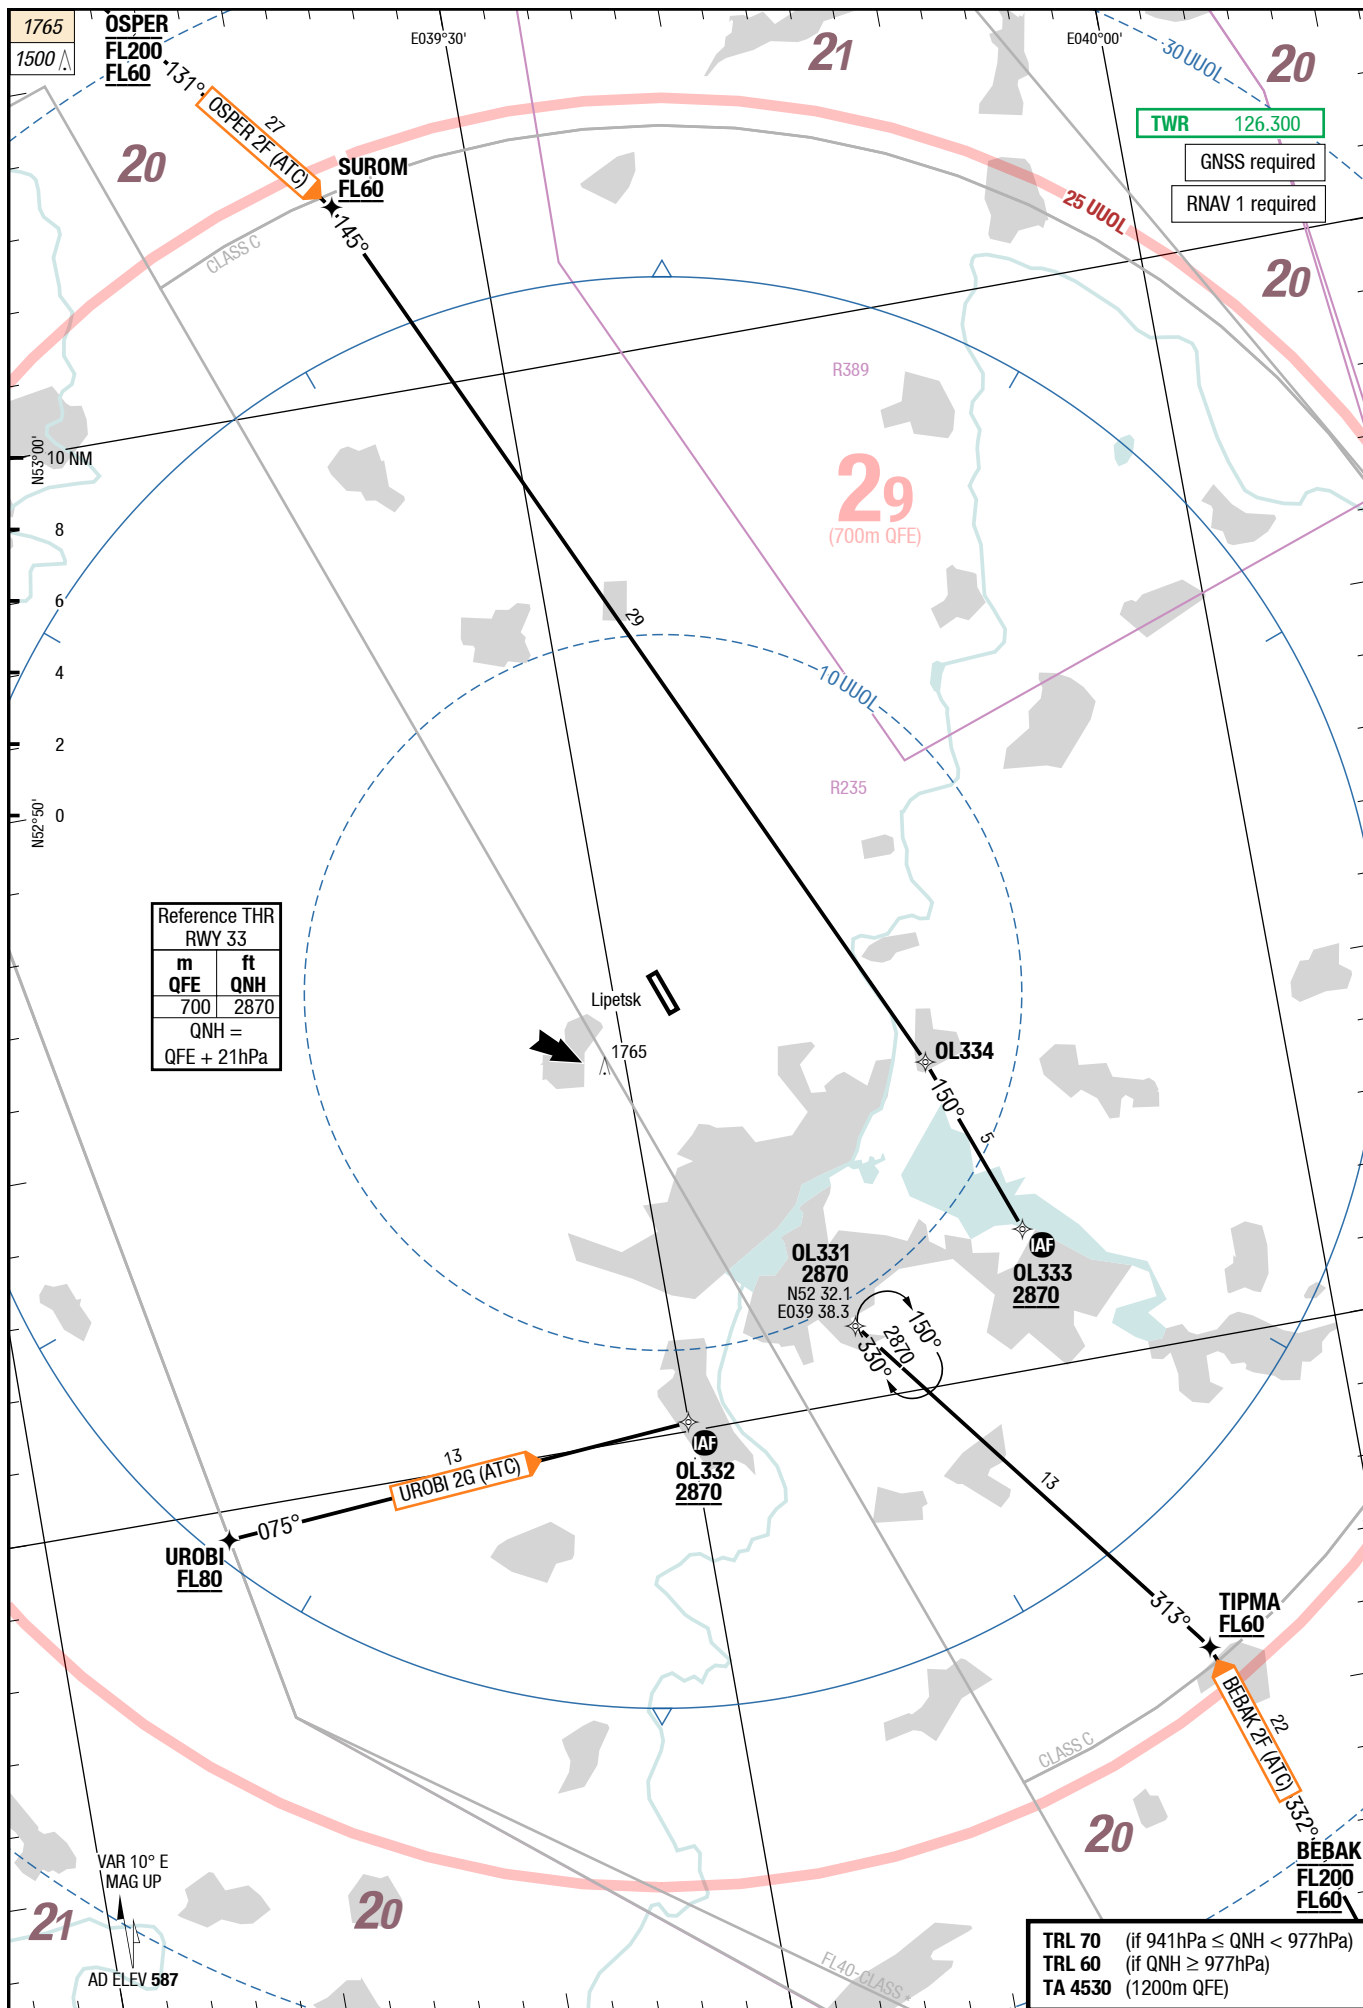 1765
1500
OSPER
FL200
FL60
131°
27
OSPER 2F (ATC)
E039°30'
21
E040°00'
30 UUOL
20
TWR 126.300
GNSS required
RNAV 1 required
20
SUROM
FL60
145°
CLASS C
25 UUOL
20
R389
29
(700m QFE)
N53°00'
10 NM
8
6
4
2
0
N52°50'
29
10 UUOL
R235
Reference THR
RWY 33
m ft
QFE QNH
700 2870
QNH =
QFE + 21hPa
Lipetsk
1765
OL334
150°
5
IAF
OL333
2870
OL331
2870
N52 32.1
E039 38.3
150°
2870
330°
13
IAF
OL332
2870
13
UROBI 2G (ATC)
075°
UROBI
FL80
313°
TIPMA
FL60
22
BEBAK 2F (ATC)
332°
BEBAK
FL200
FL60
CLASS C
20
VAR 10° E
MAG UP
21
20
AD ELEV 587
FL40-CLASS
TRL 70 (if 941hPa ≤ QNH < 977hPa)
TRL 60 (if QNH ≥ 977hPa)
TA 4530 (1200m QFE)